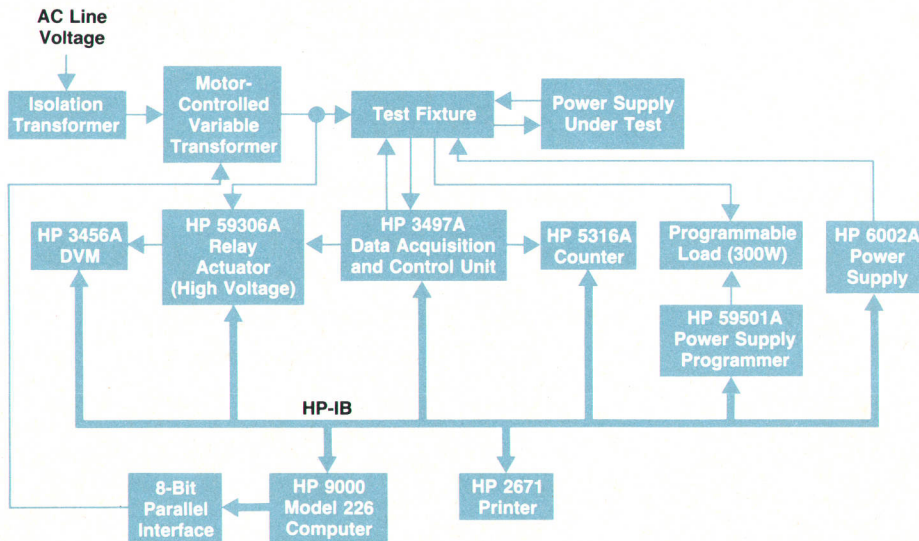 AC Line
Voltage
Isolation
Transformer
Motor-
Controlled
Variable
Transformer
Test Fixture
Power Supply
Under Test
HP 3456A
DVM
HP 59306A
Relay
Actuator
(High Voltage)
HP 3497A
Data Acquisition
and Control Unit
HP 5316A
Counter
Programmable
Load (300W)
HP 6002A
Power
Supply
HP 59501A
Power Supply
Programmer
HP-IB
8-Bit
Parallel
Interface
HP 9000
Model 226
Computer
HP 2671
Printer